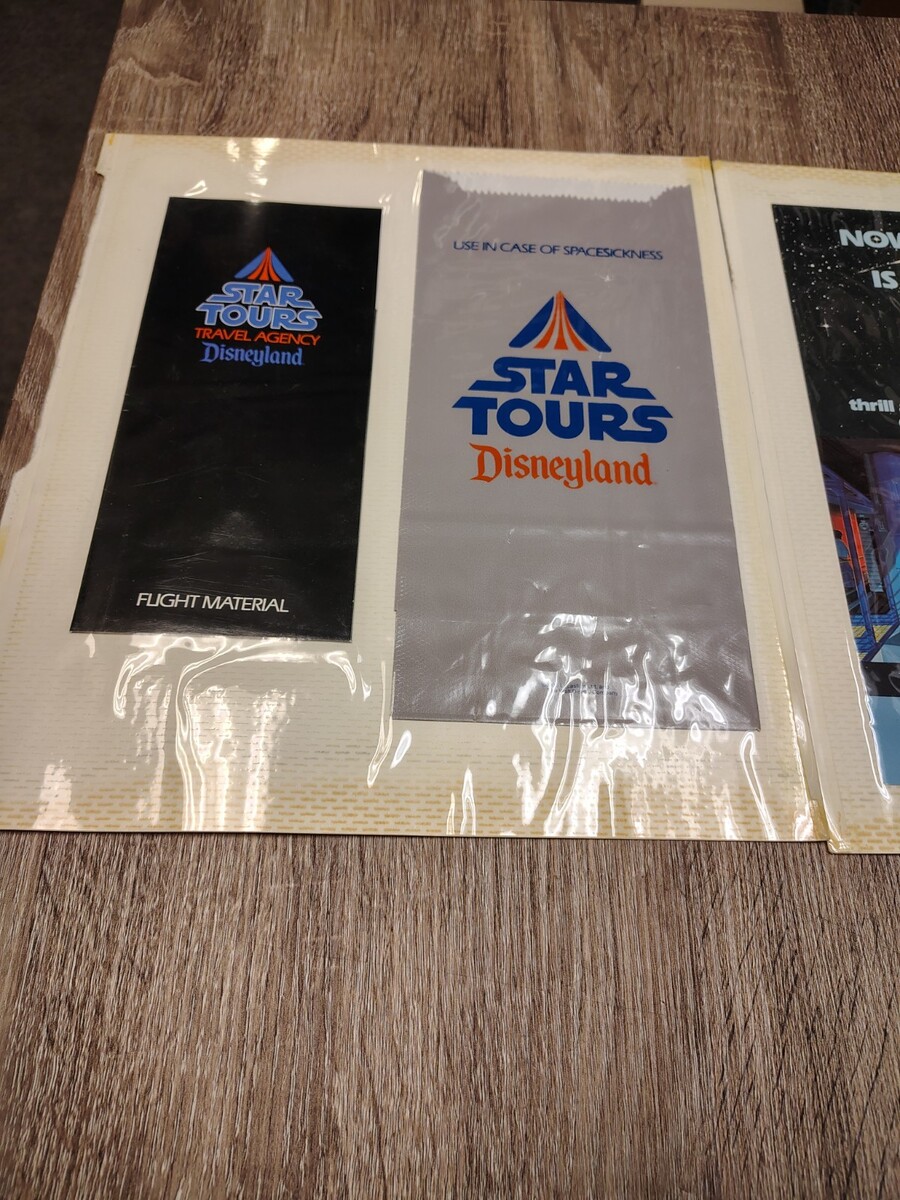 STAR
TOURS
TRAVEL AGENCY
Disneyland
FLIGHT MATERIAL
USE IN CASE OF SPACESICKNESS
STAR
TOURS
Disneyland
NOW
IS
thrill